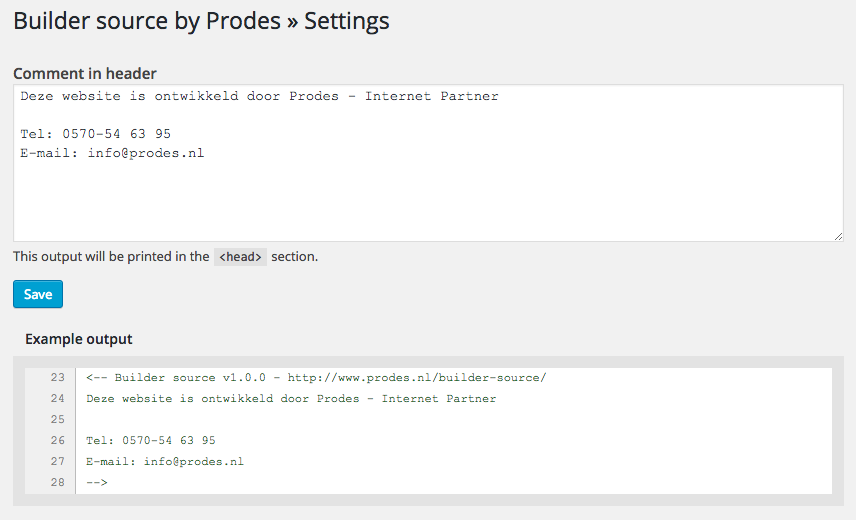 Builder source by Prodes » Settings
Comment in header
Deze website is ontwikkeld door Prodes - Internet Partner
Tel: 0570-54 63 95
E-mail: info@prodes.nl
This output will be printed in the <head> section.
Save
Example output
23 <-- Builder source v1.0.0 - http://www.prodes.nl/builder-source/
24 Deze website is ontwikkeld door Prodes - Internet Partner
25
26 Tel: 0570-54 63 95
27 E-mail: info@prodes.nl
28 -->